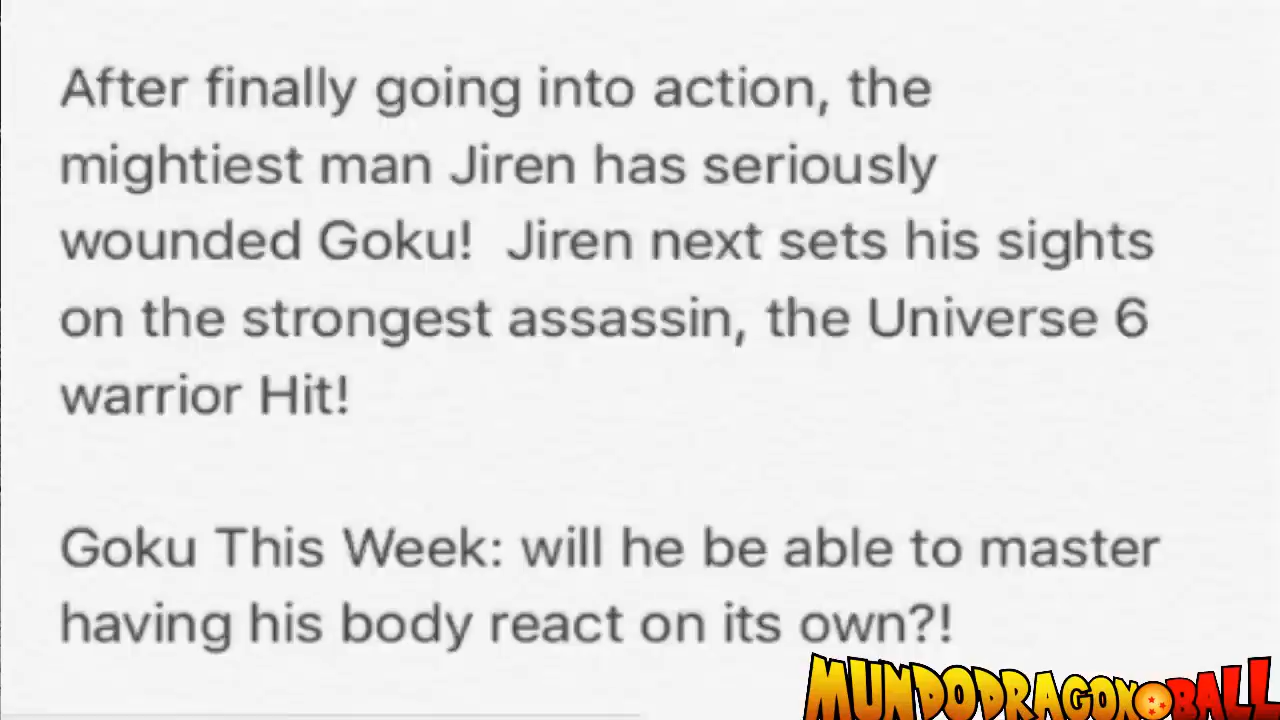 After finally going into action, the
mightiest man Jiren has seriously
wounded Goku!  Jiren next sets his sights
on the strongest assassin, the Universe 6
warrior Hit!
Goku This Week: will he be able to master
having his body react on its own?!
MUNDODRAGONBALL